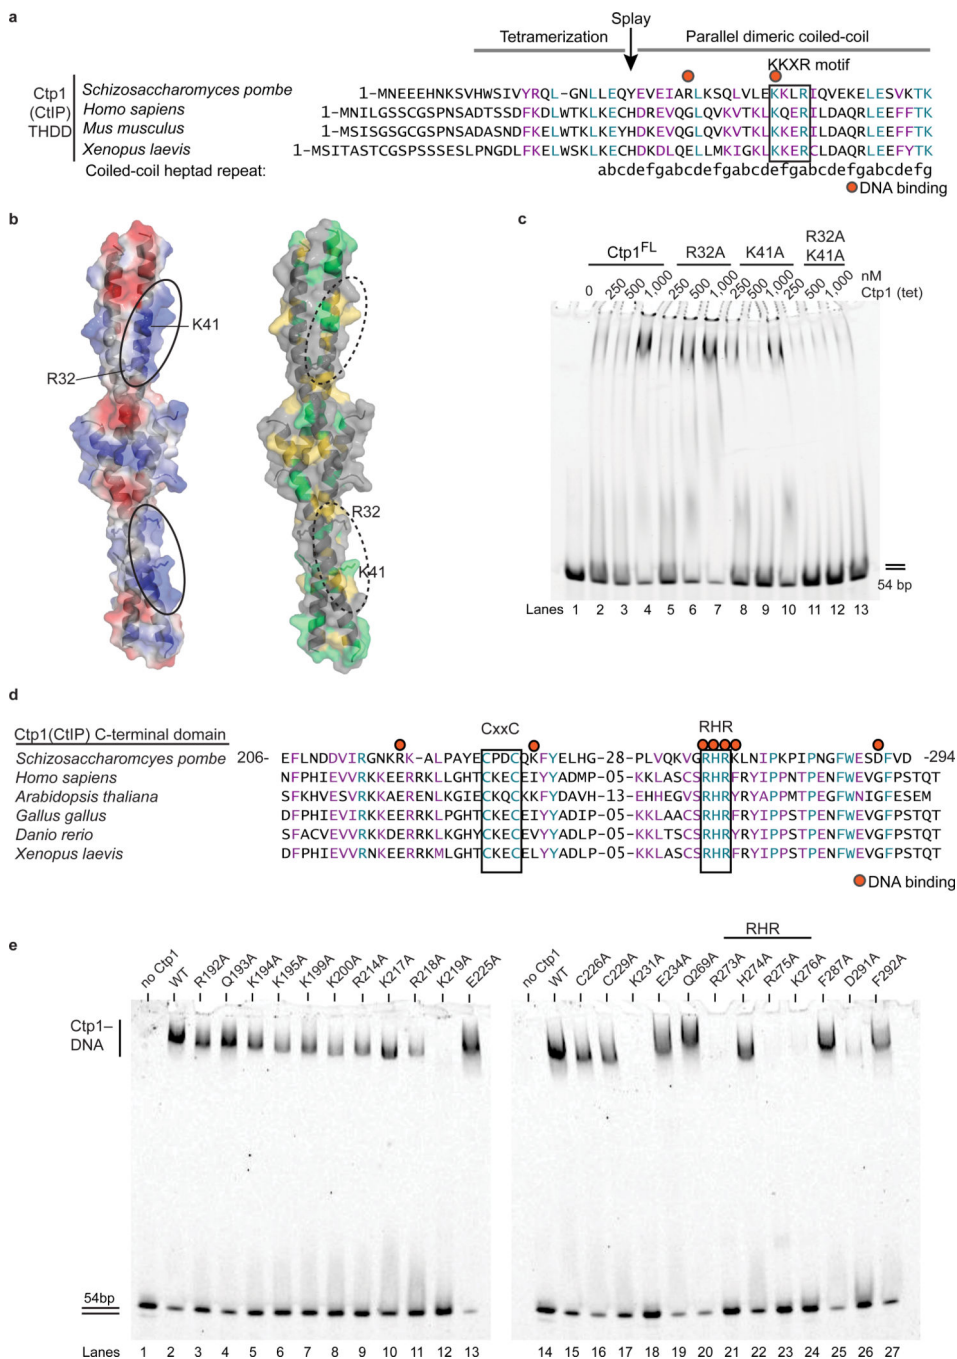 a
Splay
Tetramerization
Parallel dimeric coiled-coil
KKXR motif
Ctp1
(CtIP)
THDD
Schizosaccharomyces pombe 1-MNEEEHNKSVHWSIVYRQL-GNLLEQYEVEIARLKSQLVLEKKLRIQVEKELESVKTK
Homo sapiens 1-MNILGSGCGSPNSADTSSDFKDLWTKLKECHDREVQGLQVKVTKLKQERILDAQRLEEFFTK
Mus musculus 1-MSISGSGCGSPNSADASNDFKELWTKLKEYHDKEVQGLQVKVTKLKKERILDAQRLEEFFTK
Xenopus laevis 1-MSITASTCGSPSSSESLPNGDLFKELWSKLKECHDKDLQELLMKIGKLKKERCLDAQRLEEFYTK
Coiled-coil heptad repeat: abcdefgabcdefgabcdefgabcdefgabcdefg
DNA binding
b
K41
R32
R32
K41
c
Ctp1FL R32A K41A R32A
K41A
0 250 500 1,000 250 500 1,000 250 500 1,000 250 500 1,000 nM
Ctp1 (tet)
54 bp
Lanes 1 2 3 4 5 6 7 8 9 10 11 12 13
d
Ctp1(CtIP) C-terminal domain
CxxC RHR
Schizosaccharomcyes pombe 206- EFLNDDVIRGNKRK-ALPAYECPDCQKFYELHG-28-PLVQKVGRHRKLNIPKPIPNGFWESDFVD -294
Homo sapiens NFPHIEVVRKKEERRKLLGHTCKECEIYYADMP-05-KKLASCSRHRFRYIPPNTPENFWEVGFPSTQT
Arabidopsis thaliana SFKHVESVRKKAERENLKGIECKQCKKFYDAVH-13-EHHEGVSRHRYRYAPPMTPEGFWNIGFESEM
Gallus gallus DFPHIEVVRKKEERRKLPGHTCKECEIYYADIP-05-KKLAACSRHRFRYIPPSTPENFWEVGFPSTQT
Danio rerio SFACVEVVRKKDERRKLKGHYCKECEVYYADLP-05-KKLTSCSRHRYRYIPPSTPENFWEVGFPSTQT
Xenopus laevis DFPHIEVVRNKEERRKMLGHTCKECELYYADLP-05-KKLASCSRHRFRYIPPSTPENFWEVGFPSTQT
DNA binding
e
RHR
no Ctp1 WT R192A Q193A K194A K195A K199A K200A R214A K217A R218A K219A E225A
no Ctp1 WT C226A C229A K231A E234A Q269A R273A H274A R275A K276A F287A D291A F292A
Ctp1–
DNA
54bp
Lanes 1 2 3 4 5 6 7 8 9 10 11 12 13 14 15 16 17 18 19 20 21 22 23 24 25 26 27